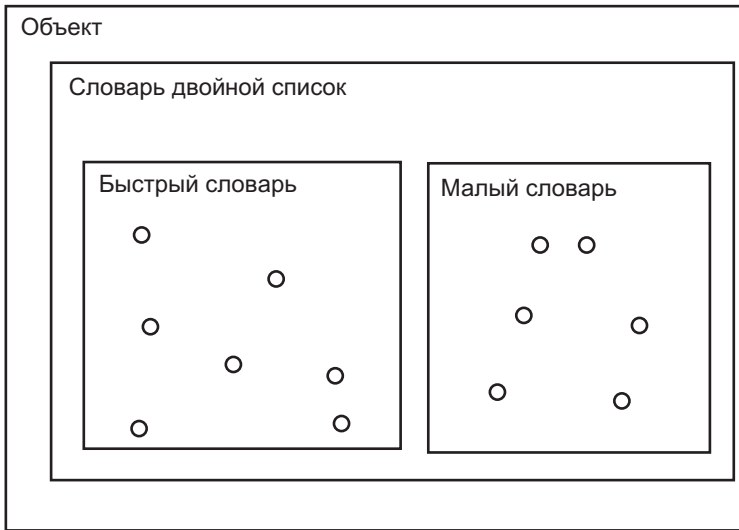 Объект
Словарь двойной список
Быстрый словарь
Малый словарь